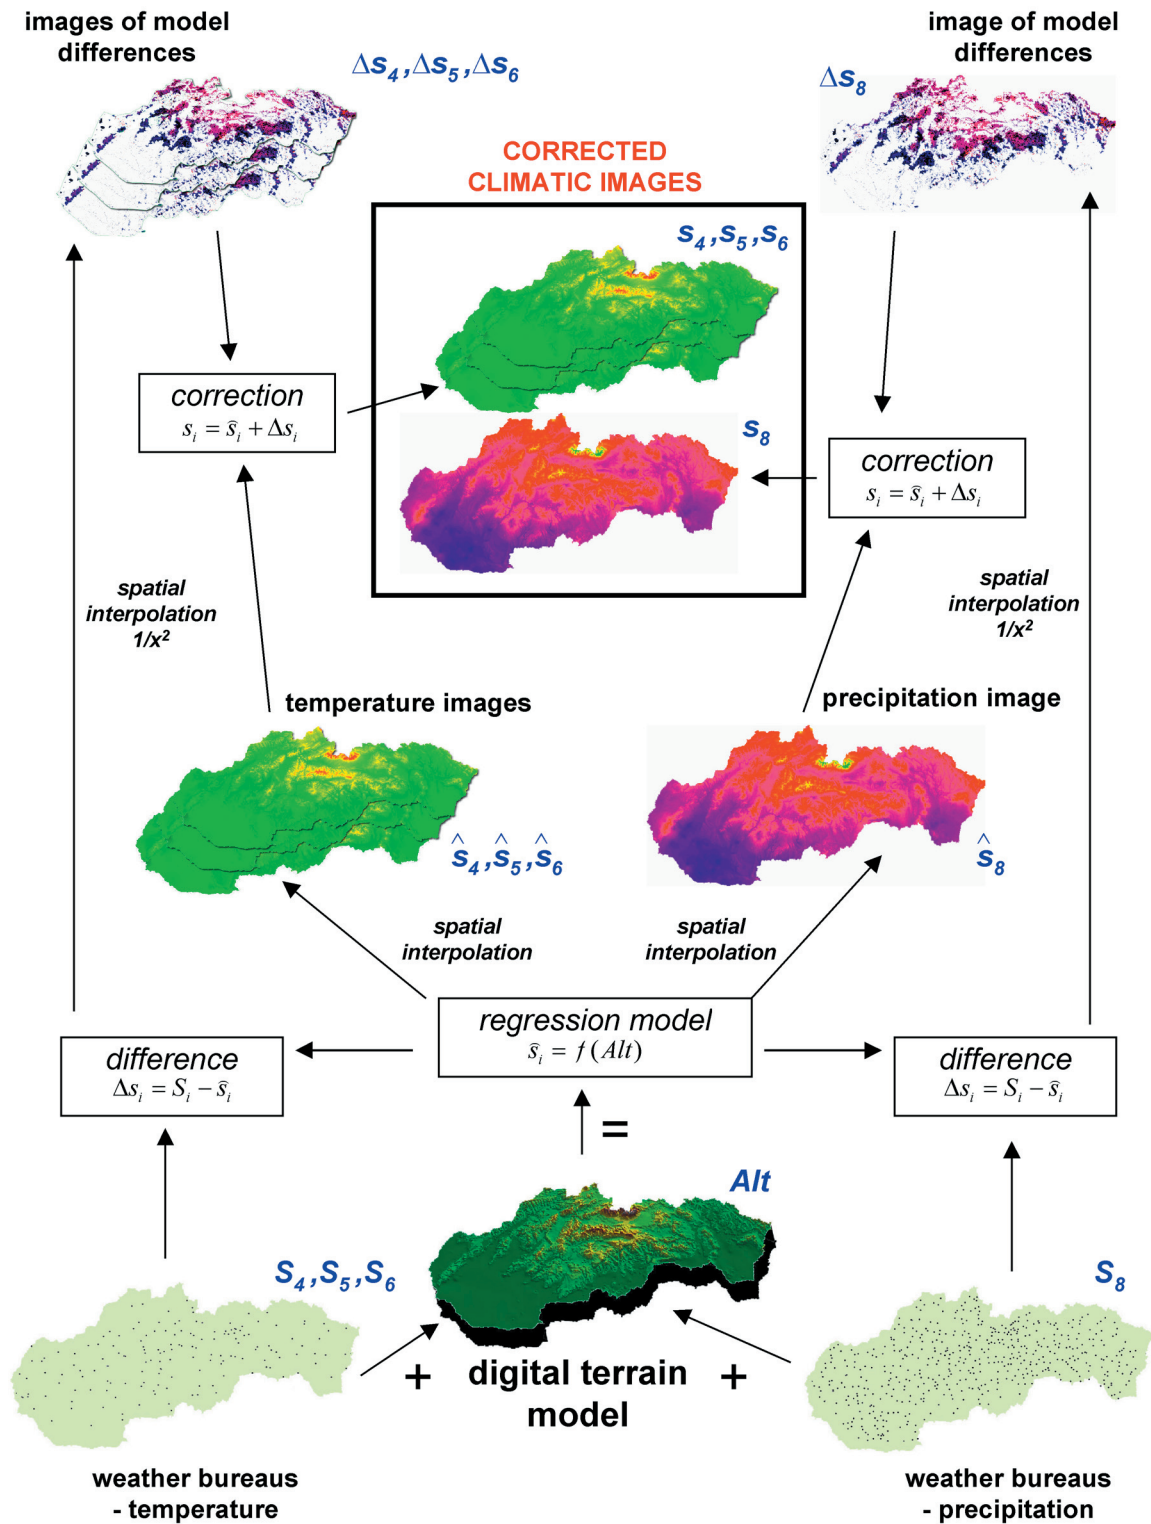 images of model
differences
Δs₄,Δs₅,Δs₆
image of model
differences
Δs₈
CORRECTED
CLIMATIC IMAGES
s₄,s₅,s₆
correction
sᵢ = ŝᵢ + Δsᵢ
s₈
correction
sᵢ = ŝᵢ + Δsᵢ
spatial
interpolation
1/x²
spatial
interpolation
1/x²
temperature images
precipitation image
ŝ₄,ŝ₅,ŝ₆
ŝ₈
spatial
interpolation
spatial
interpolation
regression model
ŝᵢ = f(Alt)
difference
Δsᵢ = Sᵢ − ŝᵢ
difference
Δsᵢ = Sᵢ − ŝᵢ
=
Alt
S₄,S₅,S₆
S₈
+ digital terrain +
model
weather bureaus
- temperature
weather bureaus
- precipitation